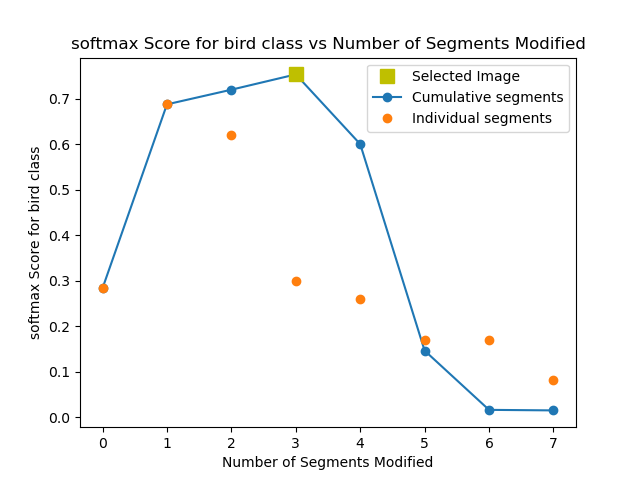 softmax Score for bird class vs Number of Segments Modified
Selected Image
Cumulative segments
Individual segments
0.7
0.6
0.5
0.4
0.3
0.2
0.1
0.0
softmax Score for bird class
0 1 2 3 4 5 6 7
Number of Segments Modified